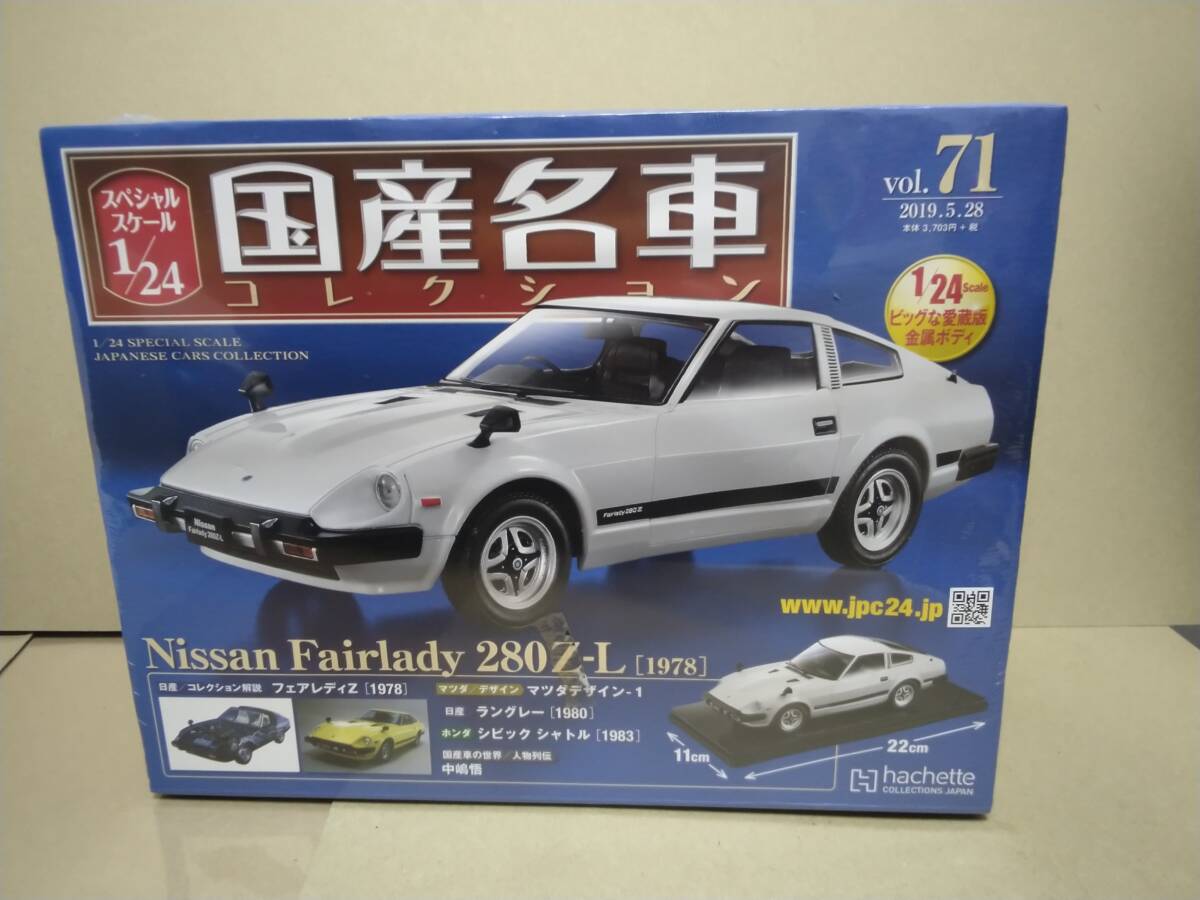 スペシャル
スケール
1/24
国産名車
コレクション
1/24 SPECIAL SCALE
JAPANESE CARS COLLECTION
vol. 71
2019.5.28
本体 3,703円 + 税
1/24 Scale
ビッグな愛蔵版
金属ボディ
Fairlady 280Z
Nissan
Fairlady 280Z-L
www.jpc24.jp
Nissan Fairlady 280Z-L [1978]
日産/コレクション解説 フェアレディZ [1978]
マツダ/デザイン マツダデザイン-1
日産 ラングレー [1980]
ホンダ シビック シャトル [1983]
国産車の世界/人物列伝
中嶋悟
11cm
22cm
hachette
COLLECTIONS JAPAN